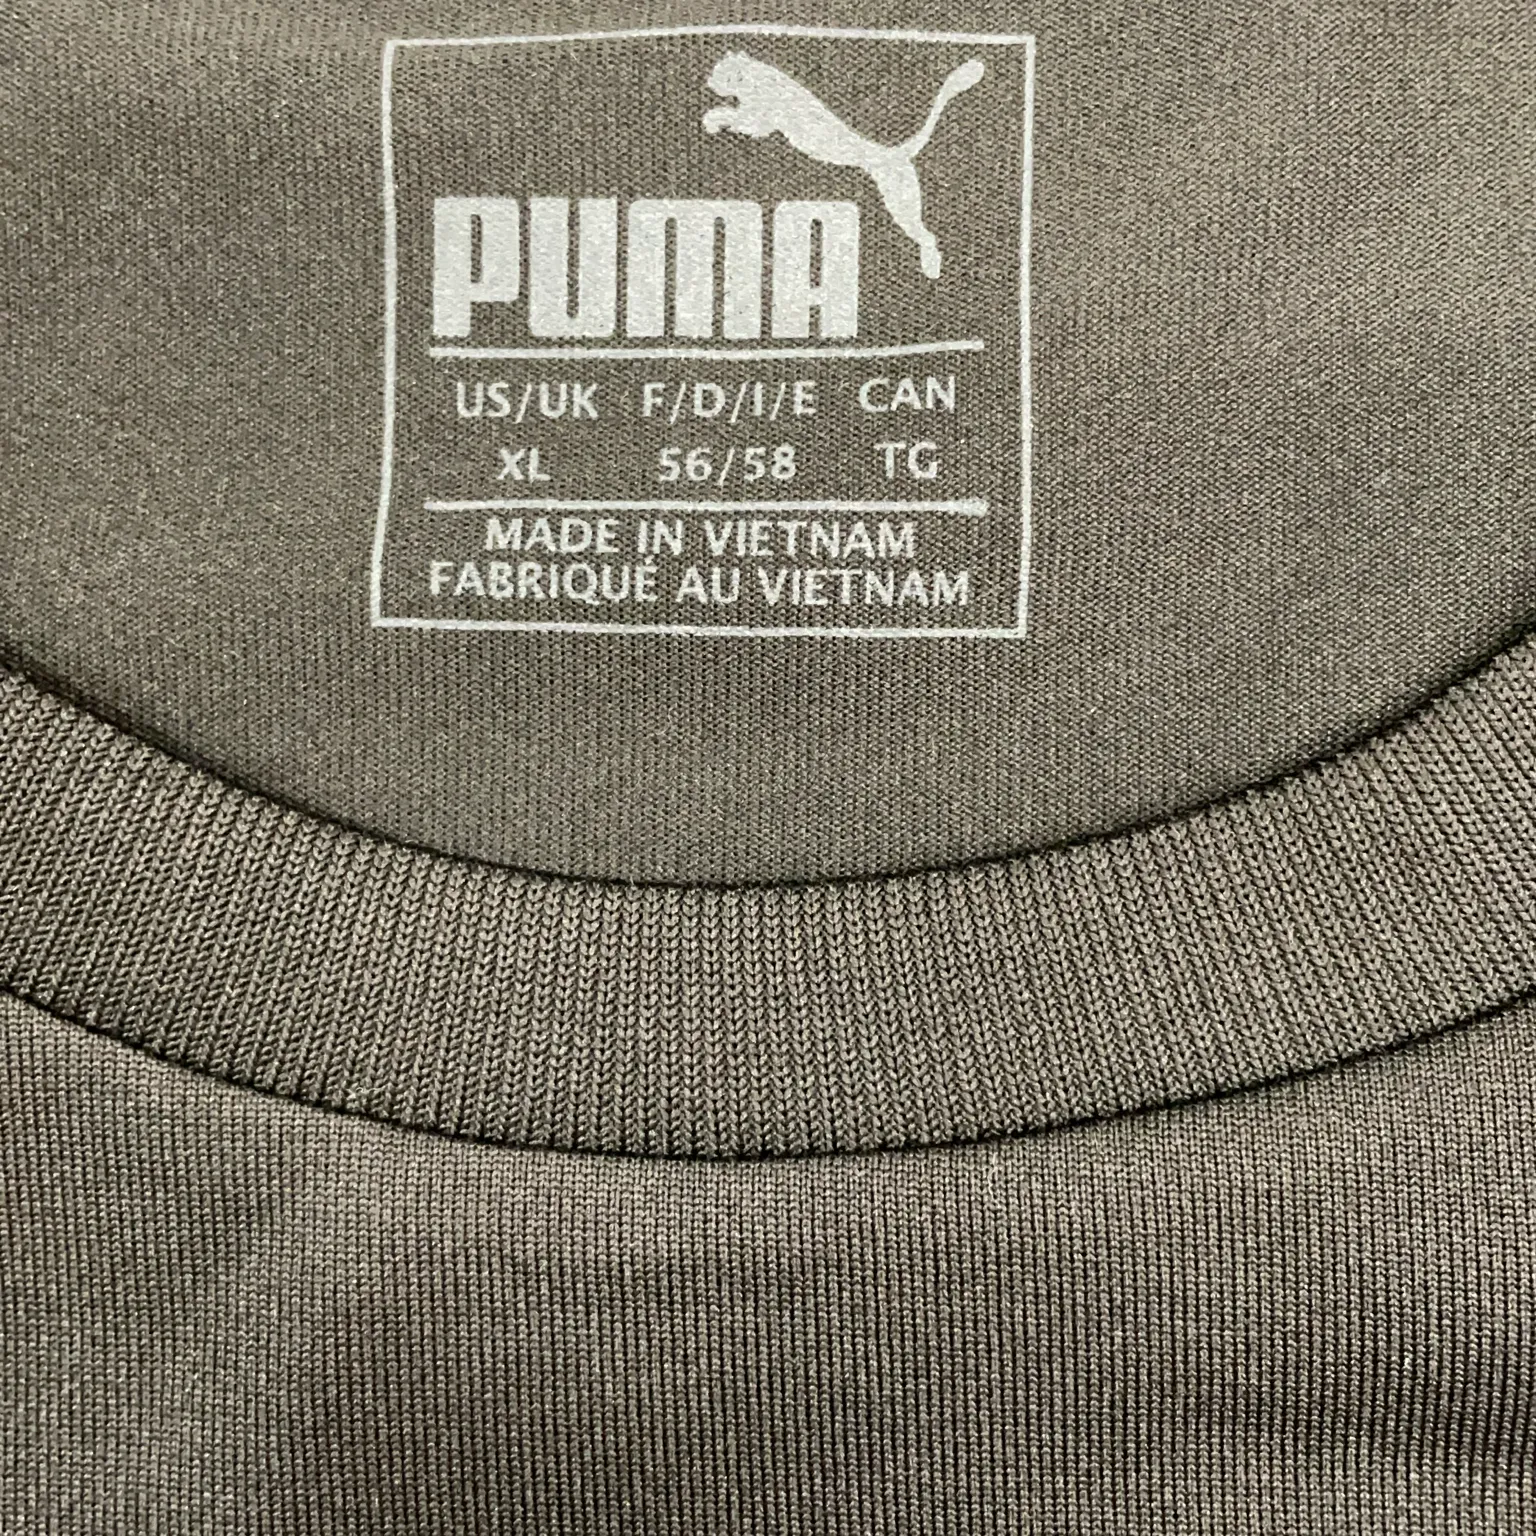 PUMA
US/UK F/D/I/E CAN
XL 56/58 TG
MADE IN VIETNAM
FABRIQUÉ AU VIETNAM